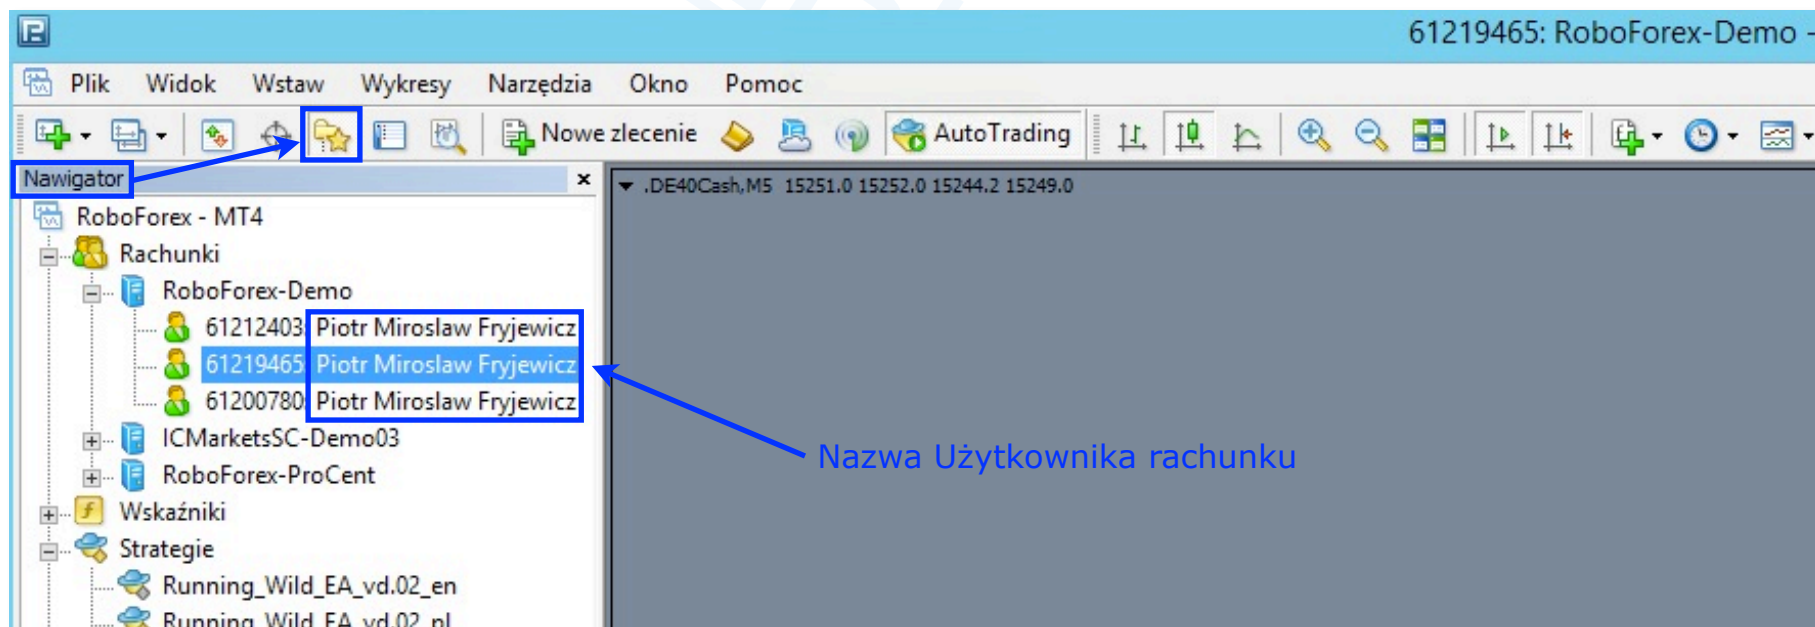 61219465: RoboForex-Demo -
Plik Widok Wstaw Wykresy Narzędzia Okno Pomoc
Nowe zlecenie AutoTrading
Nawigator
.DE40Cash,M5 15251.0 15252.0 15244.2 15249.0
RoboForex - MT4
Rachunki
RoboForex-Demo
61212403: Piotr Miroslaw Fryjewicz
61219465: Piotr Miroslaw Fryjewicz
61200780: Piotr Miroslaw Fryjewicz
ICMarketsSC-Demo03
Nazwa Użytkownika rachunku
RoboForex-ProCent
Wskaźniki
Strategie
Running_Wild_EA_vd.02_en
Running_Wild_EA_vd.02_pl